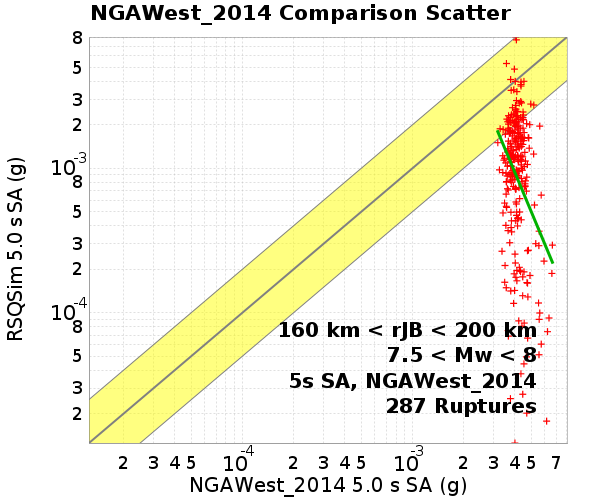 NGAWest_2014 Comparison Scatter
8
5
3
2
10-3
8
5
3
2
10-4
8
5
3
2
RSQSim 5.0 s SA (g)
160 km < rJB < 200 km
7.5 < Mw < 8
5s SA, NGAWest_2014
287 Ruptures
2 3 4 5 10-4 2 3 4 5 10-3 2 3 4 5 7
NGAWest_2014 5.0 s SA (g)